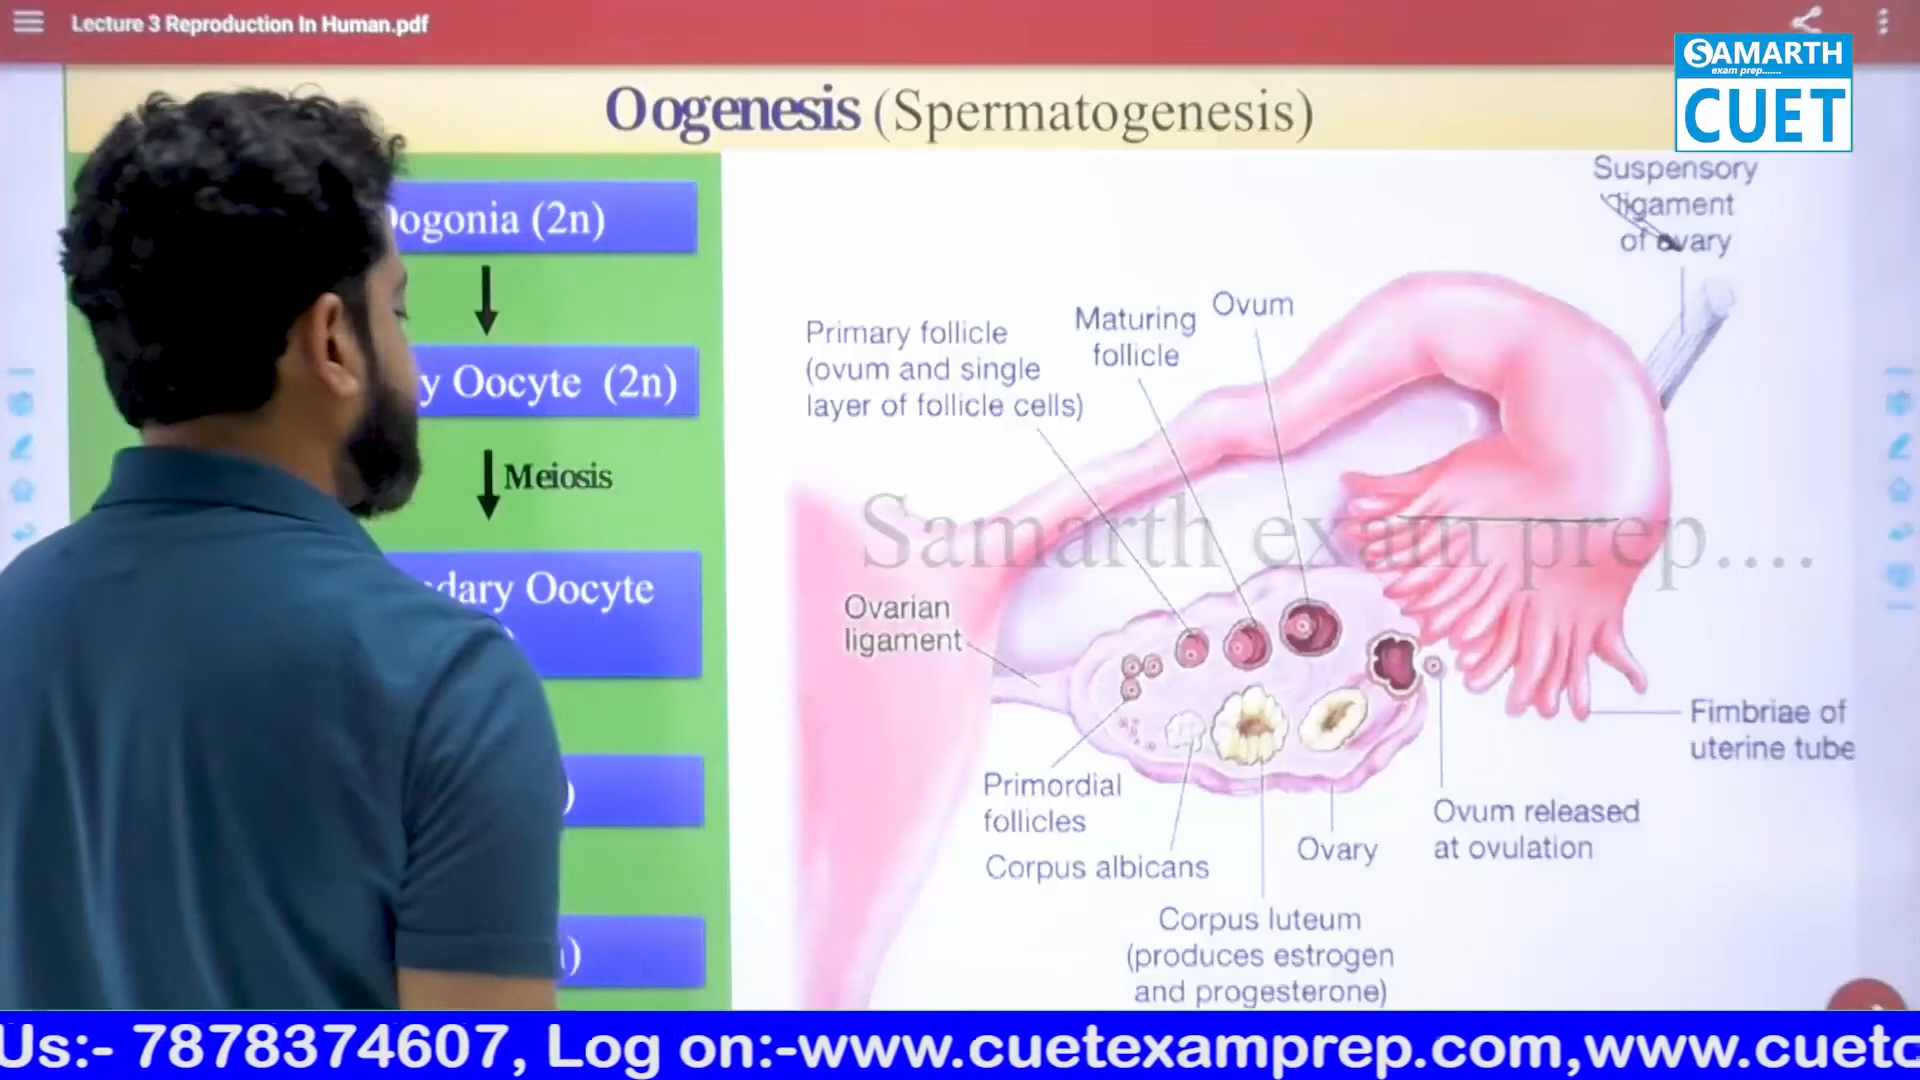 Lecture 3 Reproduction In Human.pdf
SAMARTH
exam prep.......
CUET
Oogenesis (Spermatogenesis)
(2n)
Oocyte (2n)
Meiosis
Oocyte
)
)
Suspensory
ligament
of ovary
Ovum
Maturing
follicle
Primary follicle
(ovum and single
layer of follicle cells)
Samarth exam prep....
Ovarian
ligament
Fimbriae of
uterine tube
Primordial
follicles
Ovum released
at ovulation
Ovary
Corpus albicans
Corpus luteum
(produces estrogen
and progesterone)
Us:- 7878374607, Log on:-www.cuetexamprep.com,www.cuetc